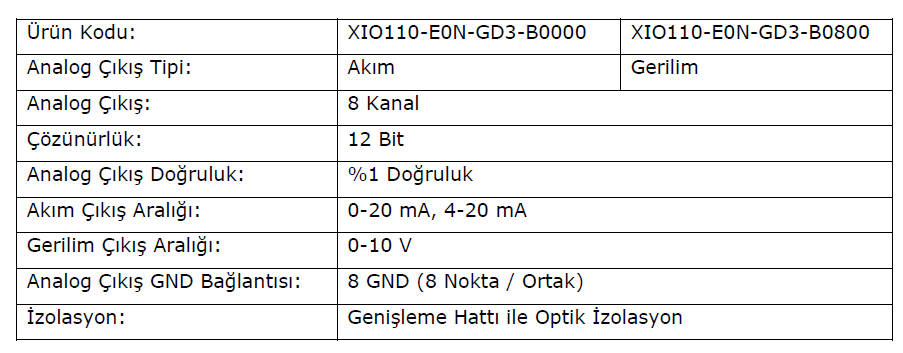 Ürün Kodu: XIO110-E0N-GD3-B0000 XIO110-E0N-GD3-B0800
Analog Çıkış Tipi: Akım Gerilim
Analog Çıkış: 8 Kanal
Çözünürlük: 12 Bit
Analog Çıkış Doğruluk: %1 Doğruluk
Akım Çıkış Aralığı: 0-20 mA, 4-20 mA
Gerilim Çıkış Aralığı: 0-10 V
Analog Çıkış GND Bağlantısı: 8 GND (8 Nokta / Ortak)
İzolasyon: Genişleme Hattı ile Optik İzolasyon